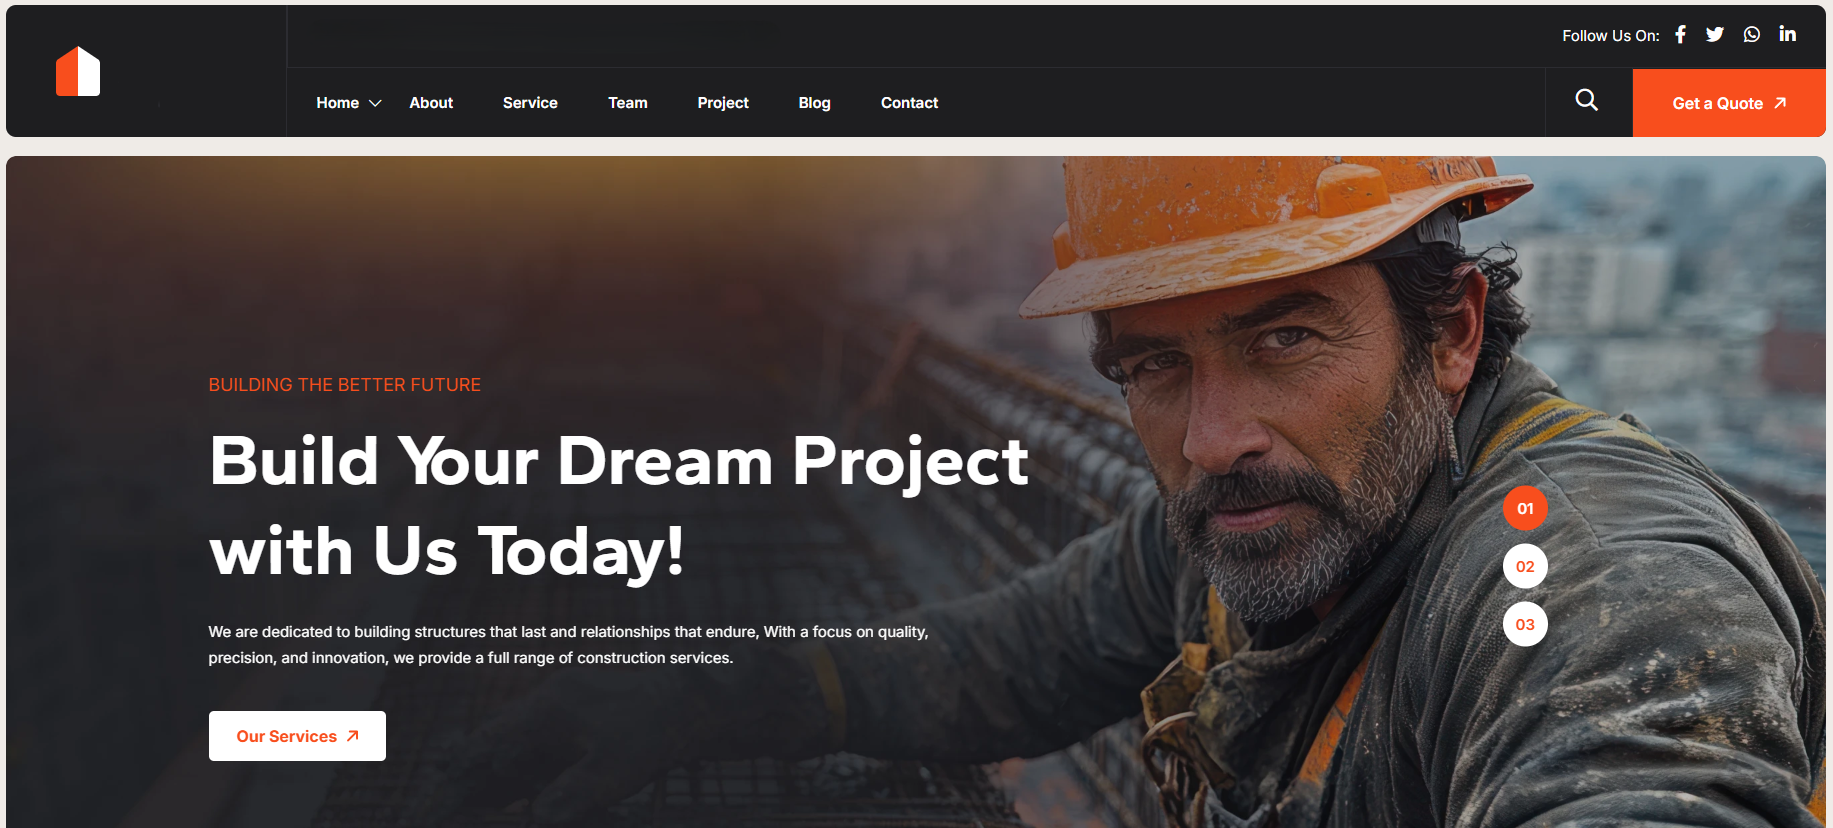 Follow Us On:
Home About Service Team Project Blog Contact
Get a Quote
BUILDING THE BETTER FUTURE
Build Your Dream Project
with Us Today!
We are dedicated to building structures that last and relationships that endure, With a focus on quality,
precision, and innovation, we provide a full range of construction services.
Our Services
01
02
03